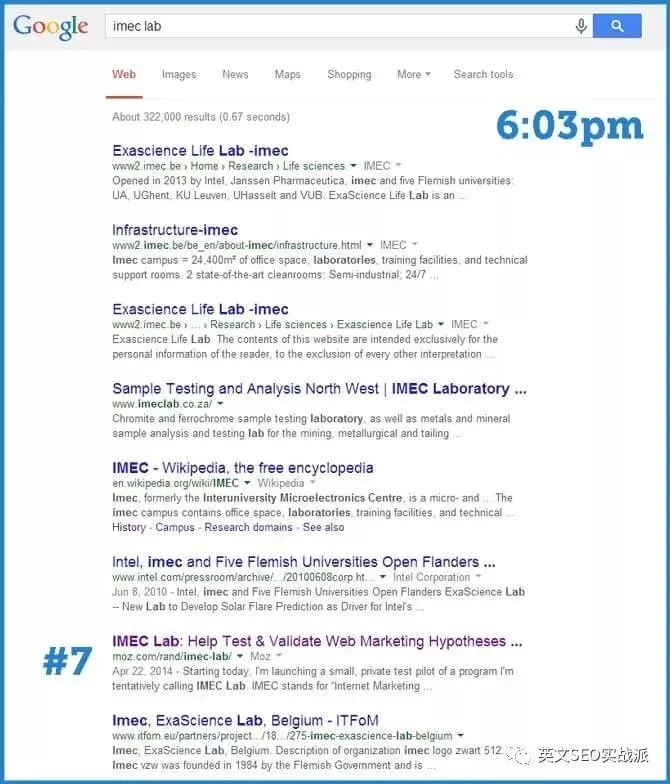 Google
imec lab
Web Images News Maps Shopping More Search tools
About 322,000 results (0.67 seconds)
6:03pm
Exascience Life Lab -imec
www2.imec.be › Home › Research › Life sciences IMEC
Opened in 2013 by Intel, Janssen Pharmaceutica, imec and five Flemish universities:
UA, UGhent, KU Leuven, UHasselt and VUB. ExaScience Life Lab is an ...
Infrastructure-imec
www2.imec.be/be_en/about-imec/infrastructure.html IMEC
Imec campus = 24,400m² of office space, laboratories, training facilities, and technical
support rooms. 2 state-of-the-art cleanrooms: Semi-industrial; 24/7 ...
Exascience Life Lab -imec
www2.imec.be › ... › Research › Life sciences › Exascience Life Lab IMEC
Exascience Life Lab. The contents of this website are intended exclusively for the
personal information of the reader, to the exclusion of every other interpretation ...
Sample Testing and Analysis North West | IMEC Laboratory ...
www.imeclab.co.za/
Chromite and ferrochrome sample testing laboratory, as well as metals and mineral
sample analysis and testing lab for the mining, metallurgical and tailing ...
IMEC - Wikipedia, the free encyclopedia
en.wikipedia.org/wiki/IMEC Wikipedia
Imec, formerly the Interuniversity Microelectronics Centre, is a micro- and ... The
imec campus contains office space, laboratories, training facilities, and technical ...
History - Campus - Research domains - See also
Intel, imec and Five Flemish Universities Open Flanders ...
www.intel.com/pressroom/archive/.../20100608corp.ht... Intel Corporation
Jun 8, 2010 - Intel, imec and Five Flemish Universities Open Flanders ExaScience Lab
-- New Lab to Develop Solar Flare Prediction as Driver for Intel's ...
#7
IMEC Lab: Help Test & Validate Web Marketing Hypotheses ...
moz.com/rand/imec-lab/ Moz
Apr 22, 2014 - Starting today, I'm launching a small, private test pilot of a program I'm
tentatively calling IMEC Lab. IMEC stands for "Internet Marketing ...
Imec, ExaScience Lab, Belgium - ITFoM
www.itfom.eu/partners/project.../18.../275-imec-exascience-lab-belgium
Imec, ExaScience Lab, Belgium. Description of organization imec logo zwart 512.
Imec vzw was founded in 1984 by the Flemish Government and is ...
英文SEO实战派